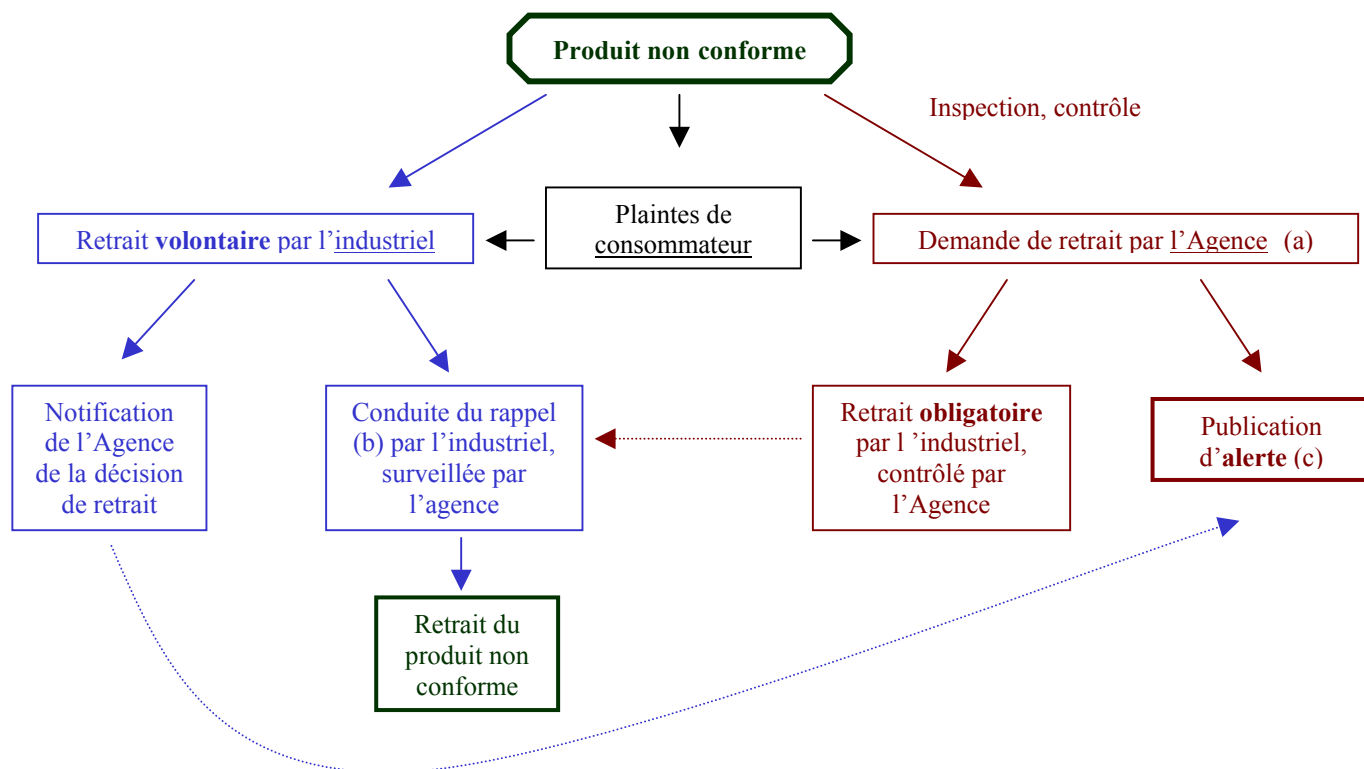 Produit non conforme
Inspection, contrôle
Plaintes de
consommateur
Retrait volontaire par l’industriel
Demande de retrait par l’Agence (a)
Notification
de l’Agence
de la décision
de retrait
Conduite du rappel
(b) par l’industriel,
surveillée par
l’agence
Retrait obligatoire
par l ’industriel,
contrôlé par
l’Agence
Publication
d’alerte (c)
Retrait du
produit non
conforme